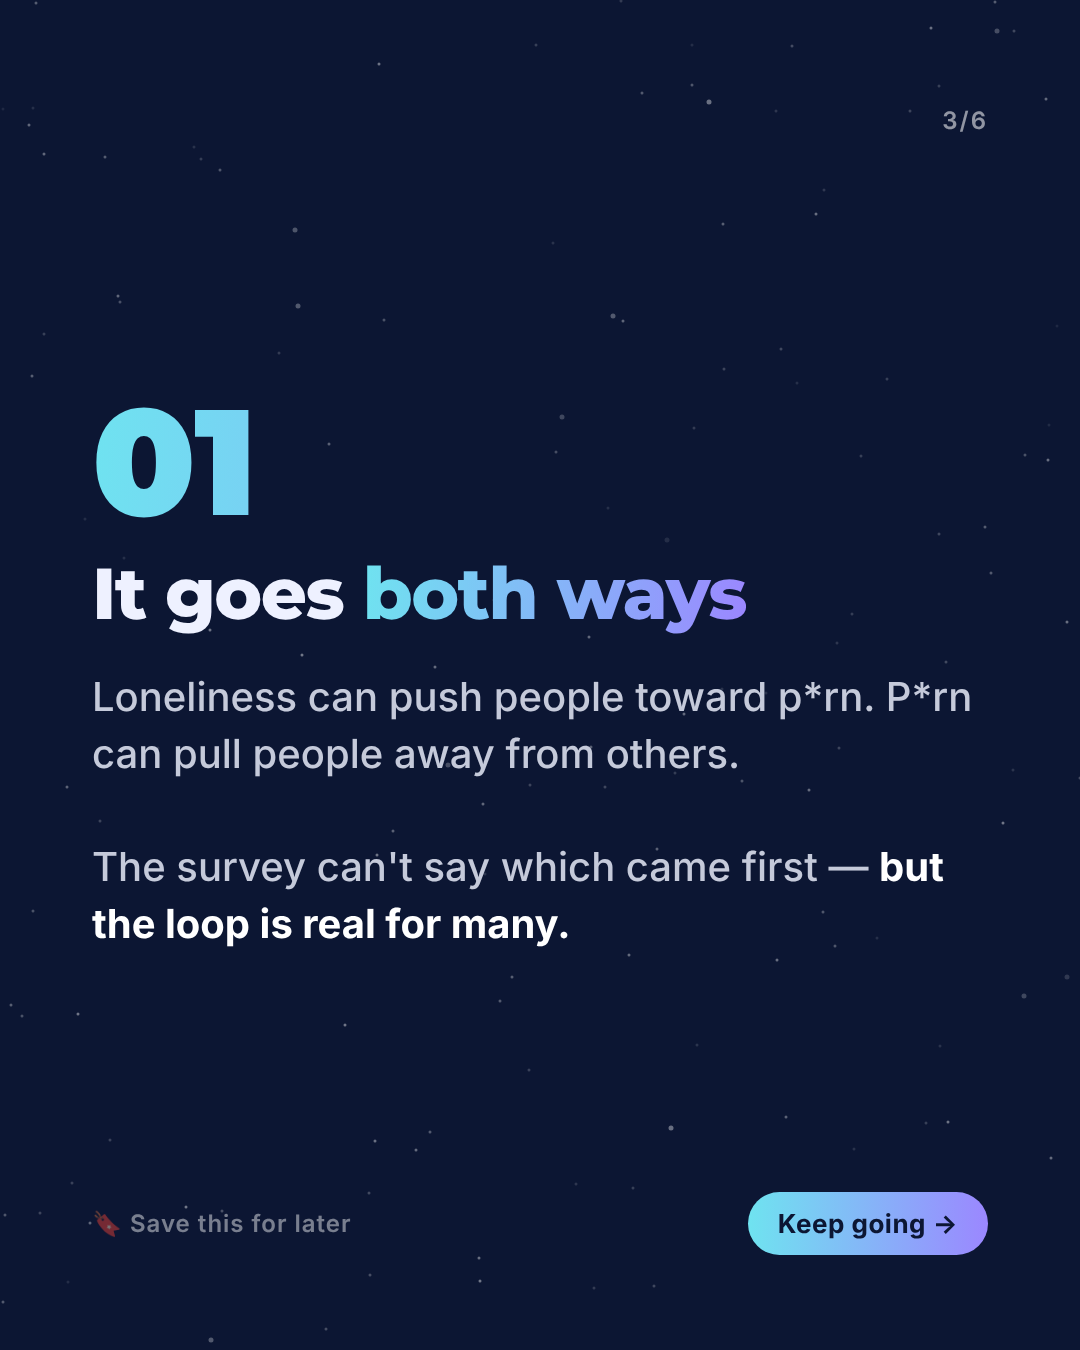 3/6
01
It goes both ways
Loneliness can push people toward p*rn. P*rn
can pull people away from others.
The survey can't say which came first — but
the loop is real for many.
🔖 Save this for later
Keep going →